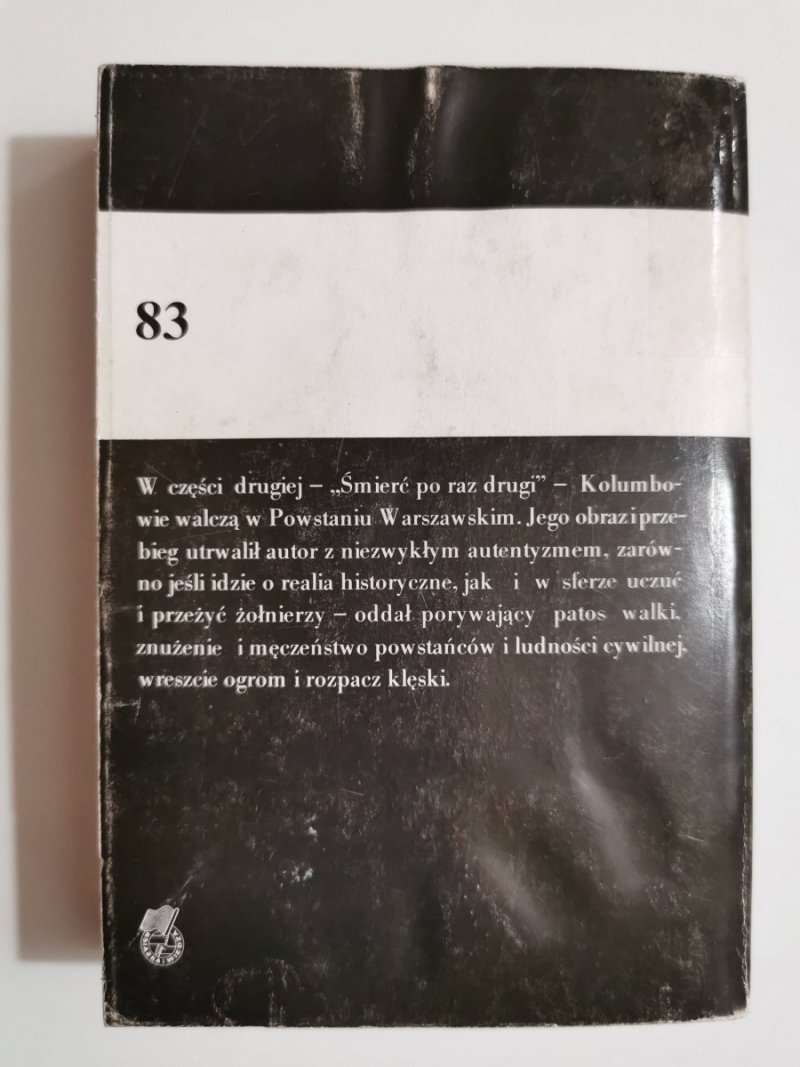 83
W części drugiej – „Śmierć po raz drugi” – Kolumbo-
wie walczą w Powstaniu Warszawskim. Jego obraz i prze-
bieg utrwalił autor z niezwykłym autentyzmem, zarów-
no jeśli idzie o realia historyczne, jak i w sferze uczuć
i przeżyć żołnierzy – oddał porywający patos walki,
znużenie i męczeństwo powstańców i ludności cywilnej,
wreszcie ogrom i rozpacz klęski.
KSIĄŻKA i WIEDZA